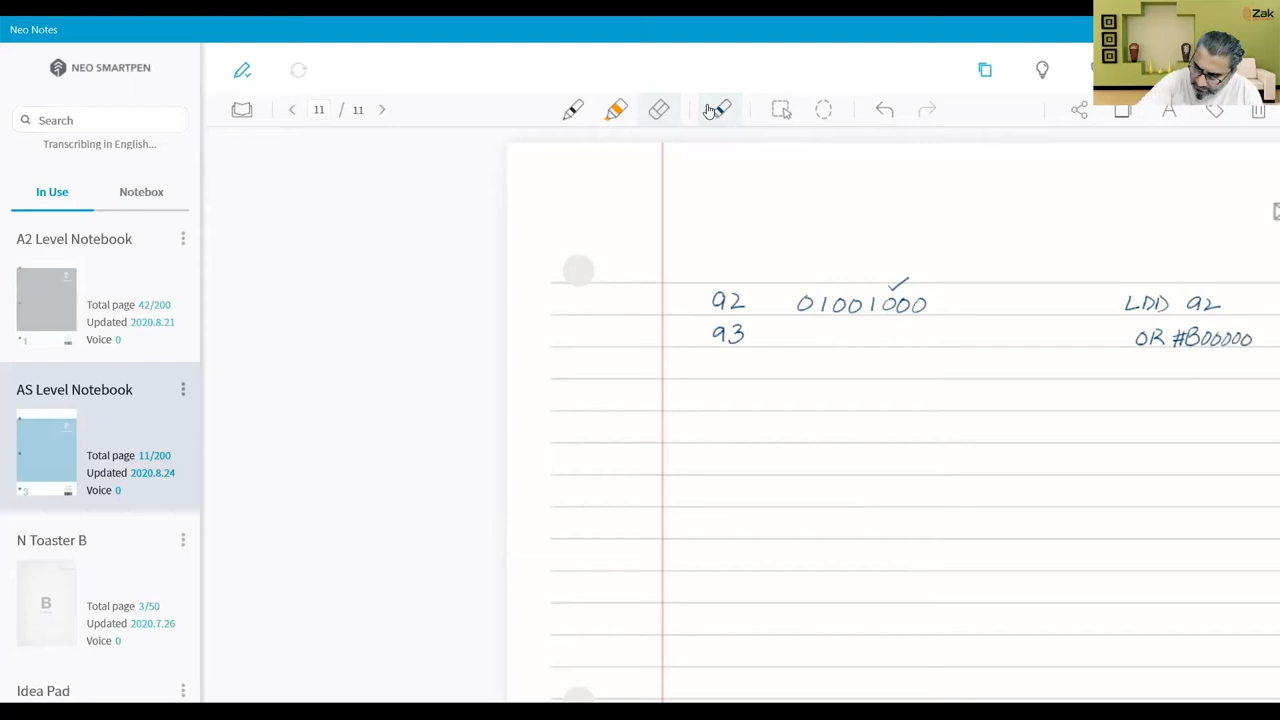 Zak
Neo Notes
NEO SMARTPEN
Search
Transcribing in English...
In Use Notebox
11 / 11
A2 Level Notebook
Total page 42/200
Updated 2020.8.21
Voice 0
1
AS Level Notebook
Total page 11/200
Updated 2020.8.24
Voice 0
3
N Toaster B
B
Total page 3/50
Updated 2020.7.26
Voice 0
Idea Pad
92 01001000 LDD 92
93 OR #B00000